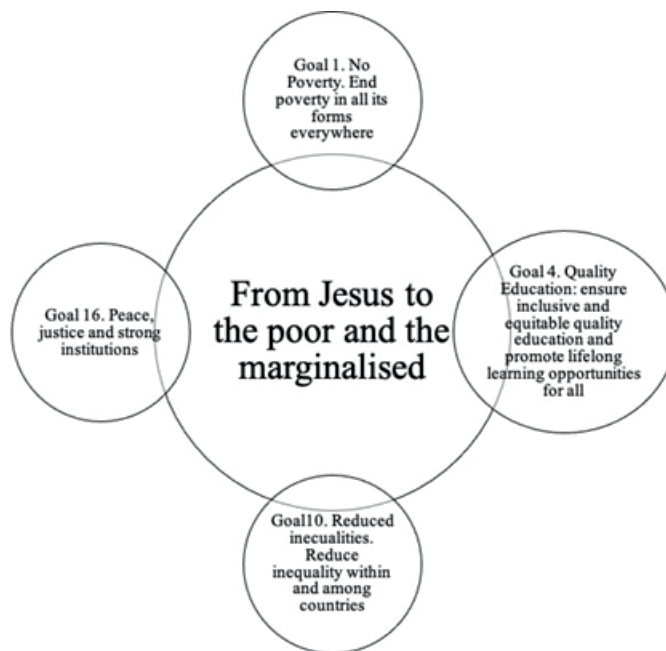 Goal 1. No
Poverty. End
poverty in all its
forms
everywhere
Goal 16. Peace,
justice and strong
institutions
From Jesus to
the poor and the
marginalised
Goal 4. Quality
Education: ensure
inclusive and
equitable quality
education and
promote lifelong
learning opportunities
for all
Goal10. Reduced
inecualities.
Reduce
inequality within
and among
countries